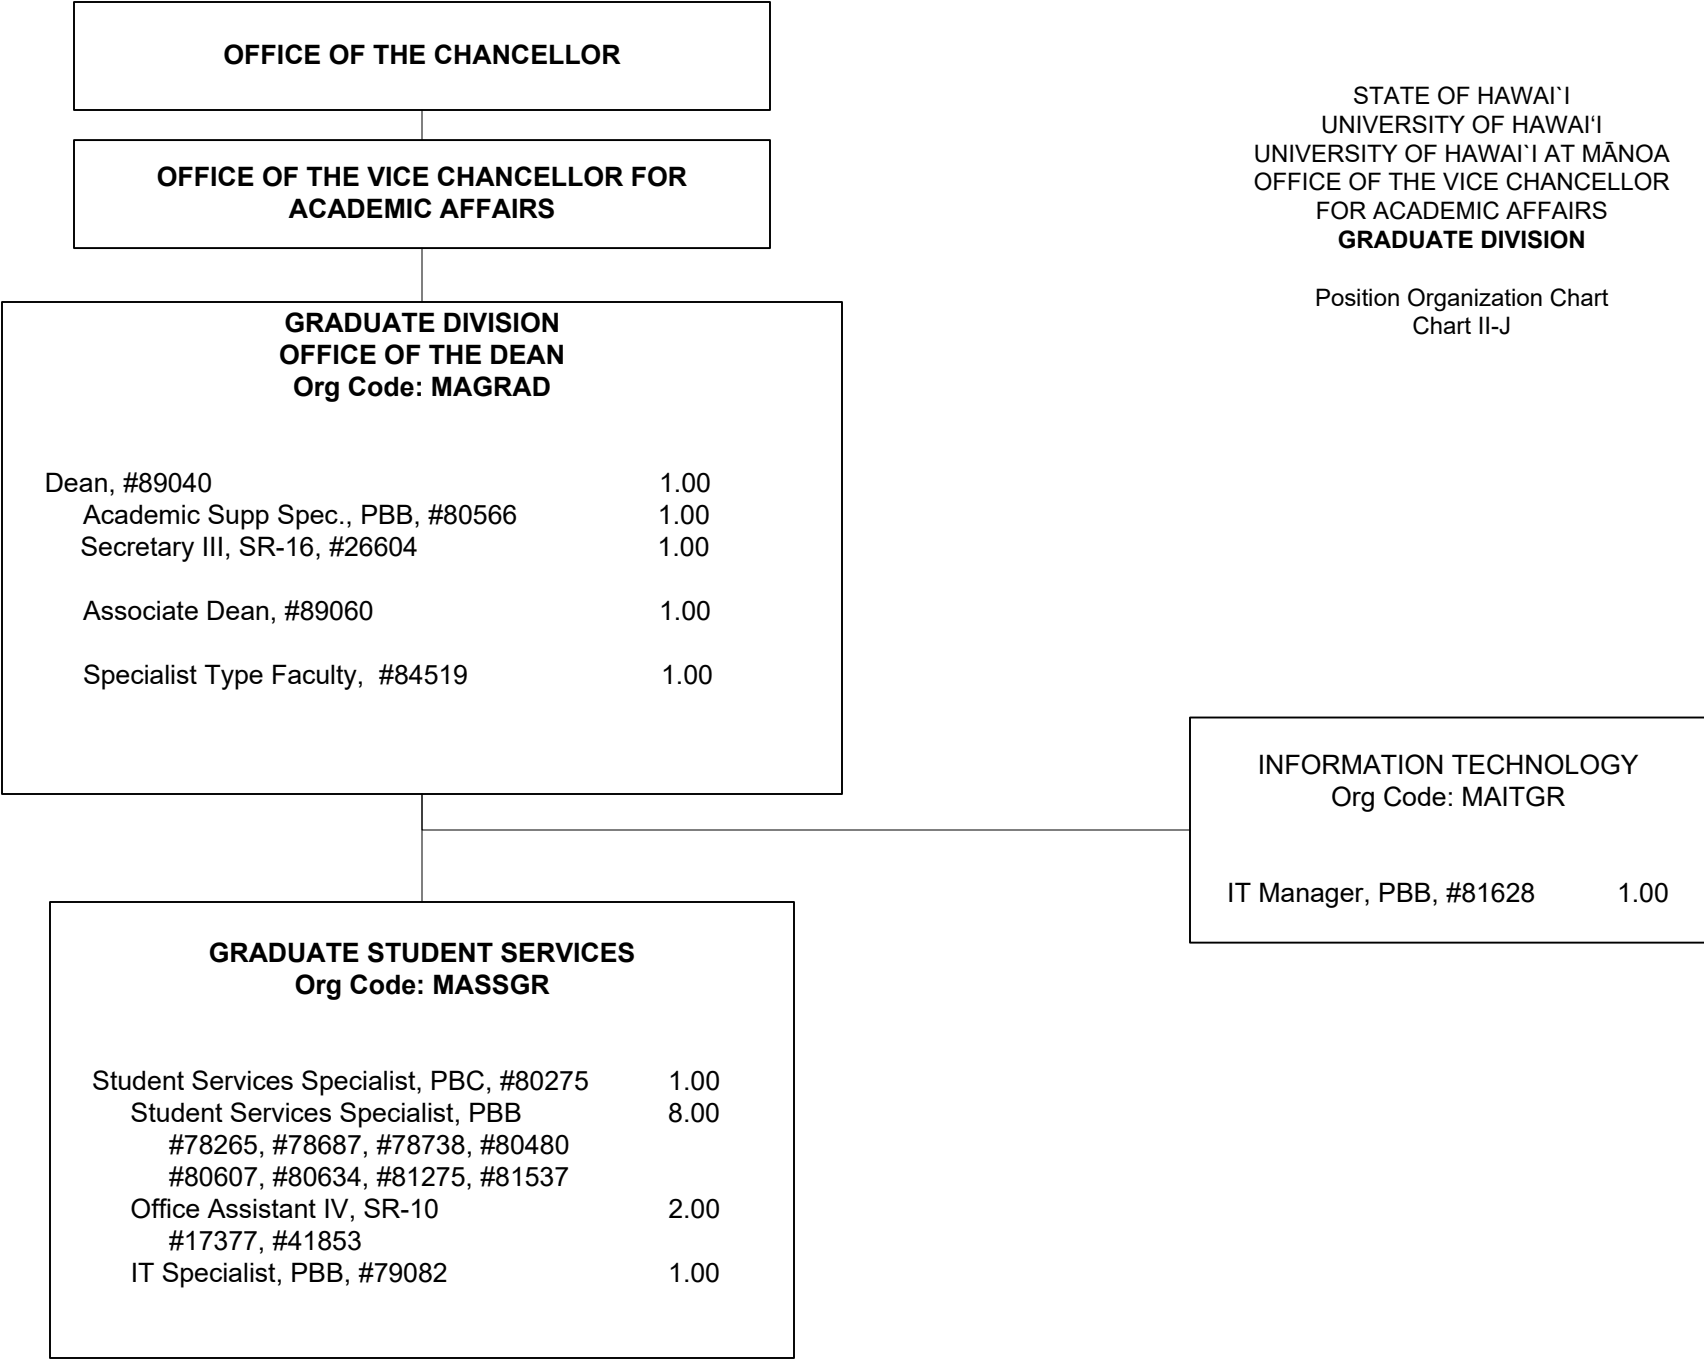 OFFICE OF THE CHANCELLOR
OFFICE OF THE VICE CHANCELLOR FOR
ACADEMIC AFFAIRS
STATE OF HAWAI`I
UNIVERSITY OF HAWAI‘I
UNIVERSITY OF HAWAI`I AT MĀNOA
OFFICE OF THE VICE CHANCELLOR
FOR ACADEMIC AFFAIRS
GRADUATE DIVISION
Position Organization Chart
Chart II-J
GRADUATE DIVISION
OFFICE OF THE DEAN
Org Code: MAGRAD
Dean, #89040 1.00
Academic Supp Spec., PBB, #80566 1.00
Secretary III, SR-16, #26604 1.00
Associate Dean, #89060 1.00
Specialist Type Faculty, #84519 1.00
INFORMATION TECHNOLOGY
Org Code: MAITGR
IT Manager, PBB, #81628 1.00
GRADUATE STUDENT SERVICES
Org Code: MASSGR
Student Services Specialist, PBC, #80275 1.00
Student Services Specialist, PBB 8.00
#78265, #78687, #78738, #80480
#80607, #80634, #81275, #81537
Office Assistant IV, SR-10 2.00
#17377, #41853
IT Specialist, PBB, #79082 1.00